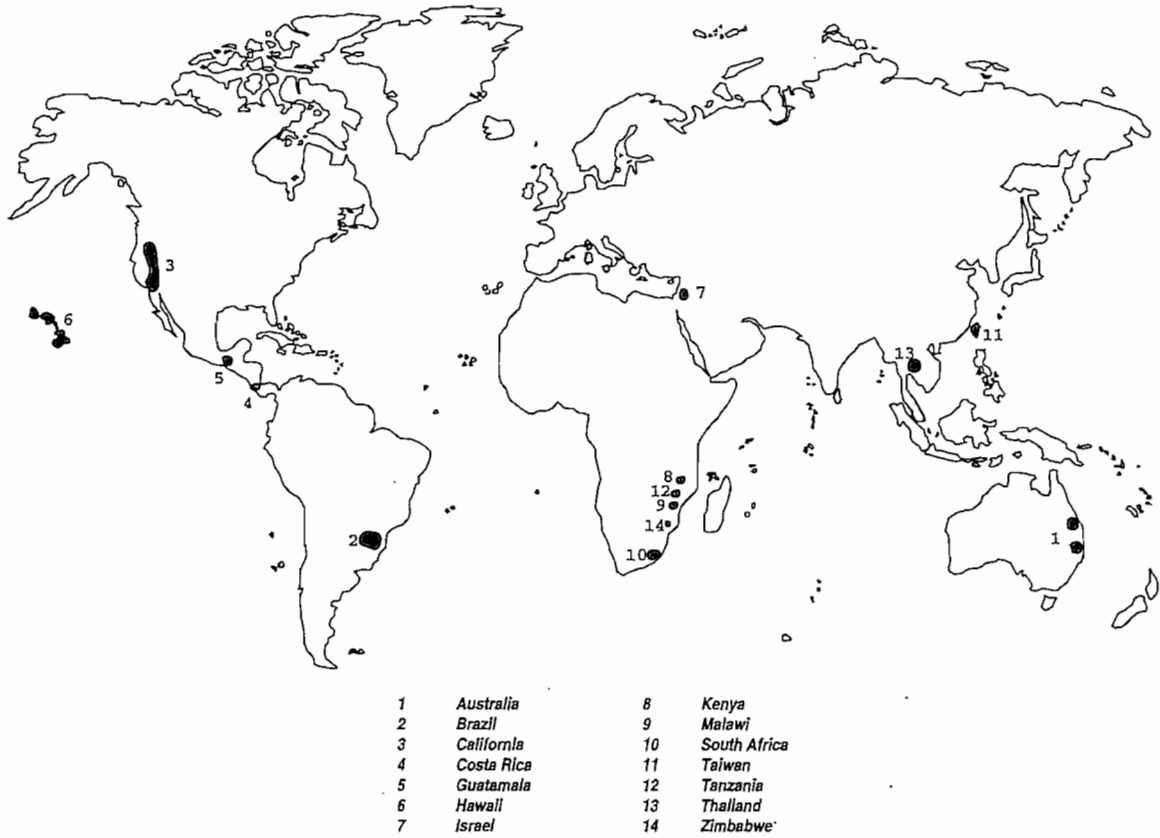 3
7
6
11
13
5
4
8
12
9
14
2
1
10
1 Australia 8 Kenya
2 Brazil 9 Malawi
3 California 10 South Africa
4 Costa Rica 11 Taiwan
5 Guatamala 12 Tanzania
6 Hawaii 13 Thailand
7 Israel 14 Zimbabwe